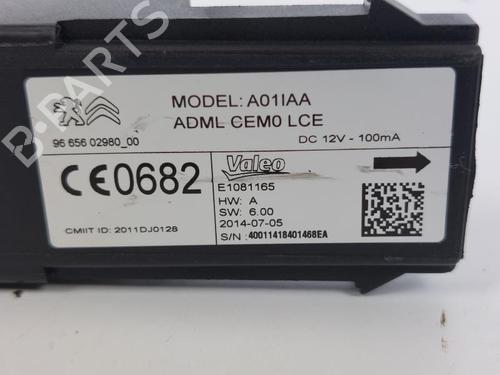 MODEL: A01IAA
ADML CEM0 LCE
96 656 02980_00
DC 12V - 100mA
CE0682
Valeo
E1081165
HW: A
SW: 6.00
2014-07-05
CMIIT ID: 2011DJ0128
S/N : 40011418401468EA
B-PARTS